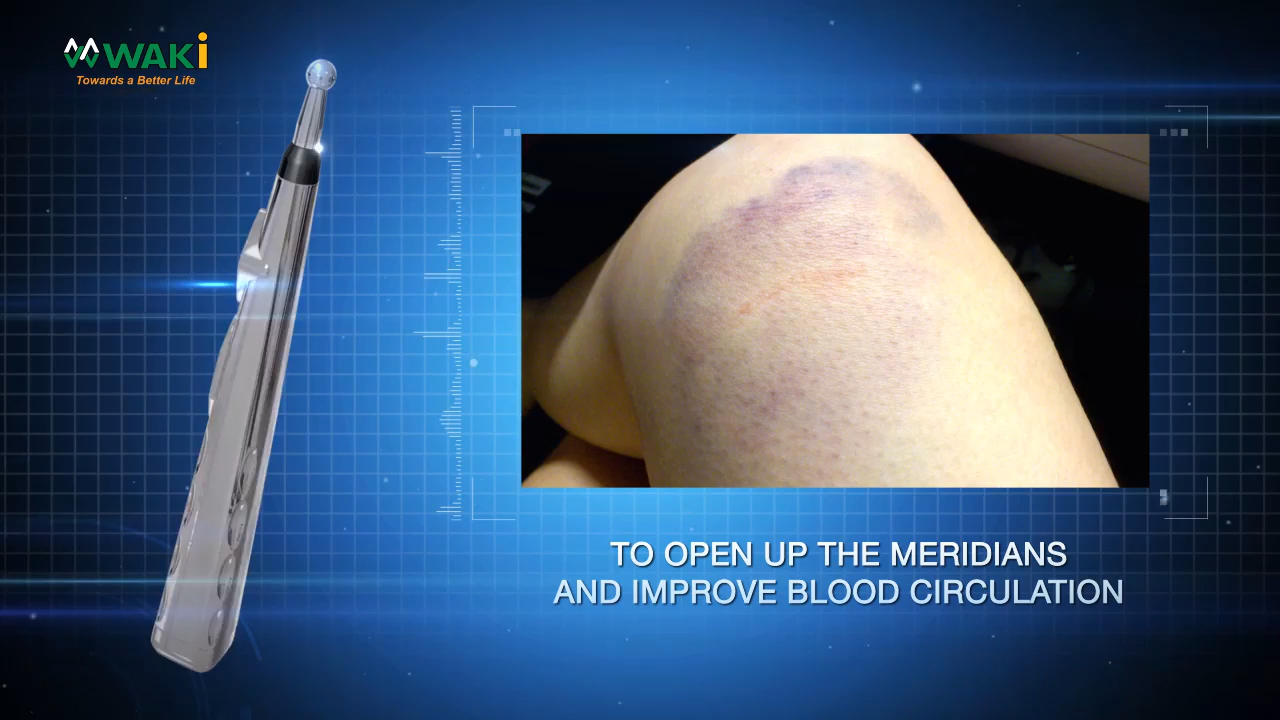 WAKi
Towards a Better Life
TO OPEN UP THE MERIDIANS
AND IMPROVE BLOOD CIRCULATION